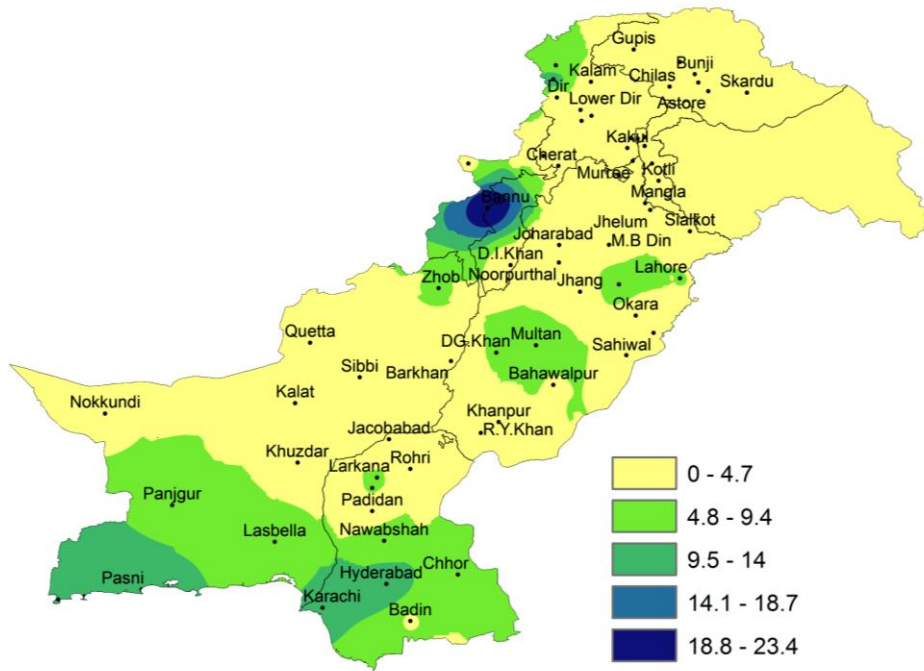 Gupis
Kalam
Bunji
Chilas
Skardu
Dir
Lower Dir
Astore
Kakul
Cherat
Murree
Kotli
Mangla
Bannu
Sialkot
Jhelum
Joharabad
M.B Din
D.I.Khan
Zhob
Noorpurthal
Lahore
Jhang
Okara
Quetta
DG.Khan
Multan
Sahiwal
Sibbi
Barkhan
Bahawalpur
Kalat
Nokkundi
Khanpur
R.Y.Khan
Jacobabad
Khuzdar
Larkana
Rohri
Panjgur
Padidan
Lasbella
Nawabshah
Pasni
Hyderabad
Chhor
Karachi
Badin
0 - 4.7
4.8 - 9.4
9.5 - 14
14.1 - 18.7
18.8 - 23.4